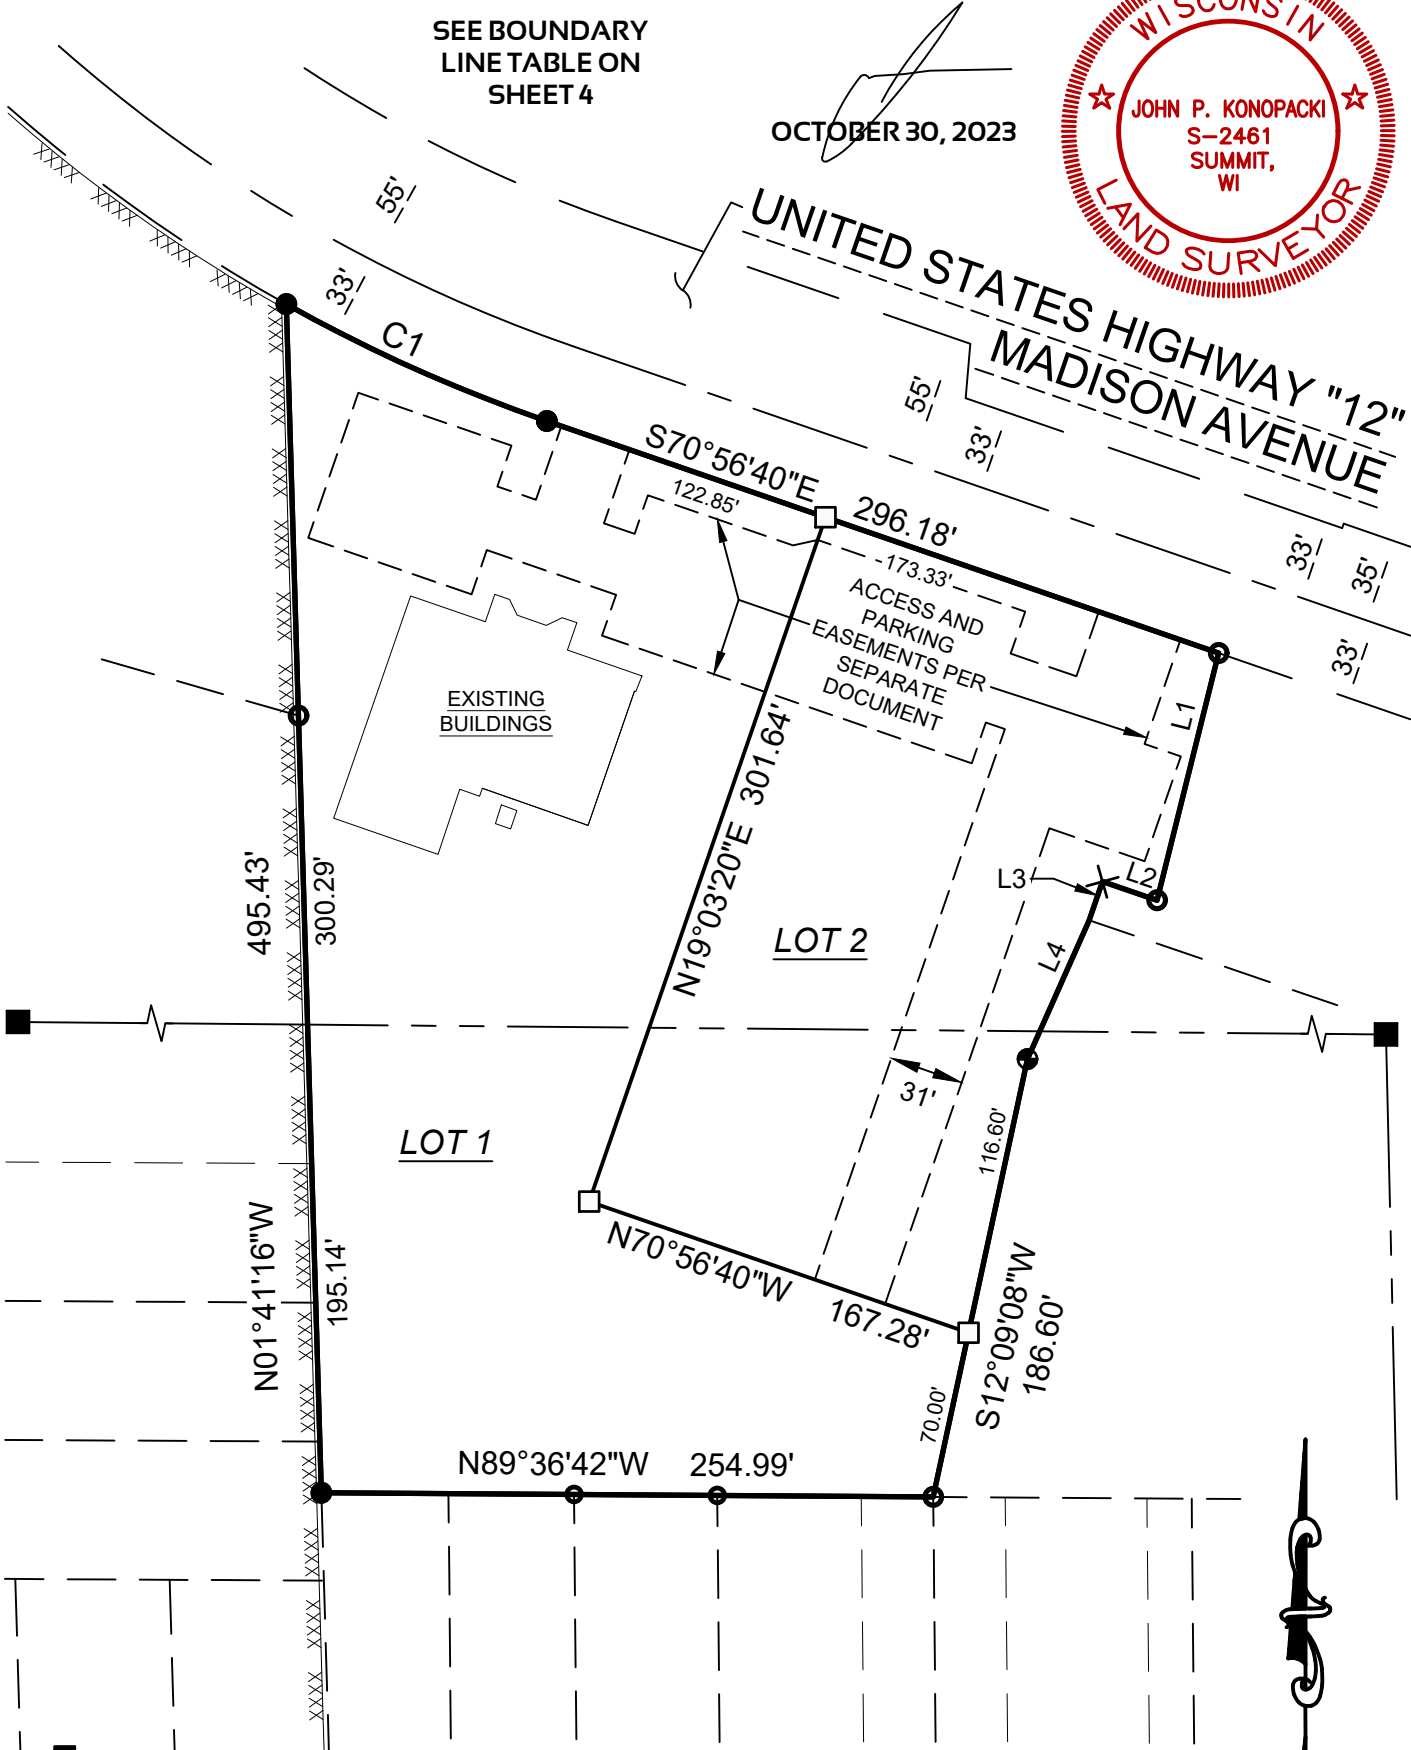 SEE BOUNDARY
LINE TABLE ON
SHEET 4
OCTOBER 30, 2023
WISCONSIN
JOHN P. KONOPACKI
S-2461
SUMMIT,
WI
LAND SURVEYOR
55'
33'
UNITED STATES HIGHWAY "12"
MADISON AVENUE
C1
55'
33'
S70°56'40"E
296.18'
122.85'
173.33'
33'
35'
33'
ACCESS AND
PARKING
EASEMENTS PER
SEPARATE
DOCUMENT
EXISTING
BUILDINGS
L1
N19°03'20"E 301.64'
L3
L2
495.43'
300.29'
LOT 2
L4
31'
116.60'
LOT 1
N01°41'16"W
195.14'
N70°56'40"W
167.28'
S12°09'08"W
186.60'
70.00'
N89°36'42"W 254.99'